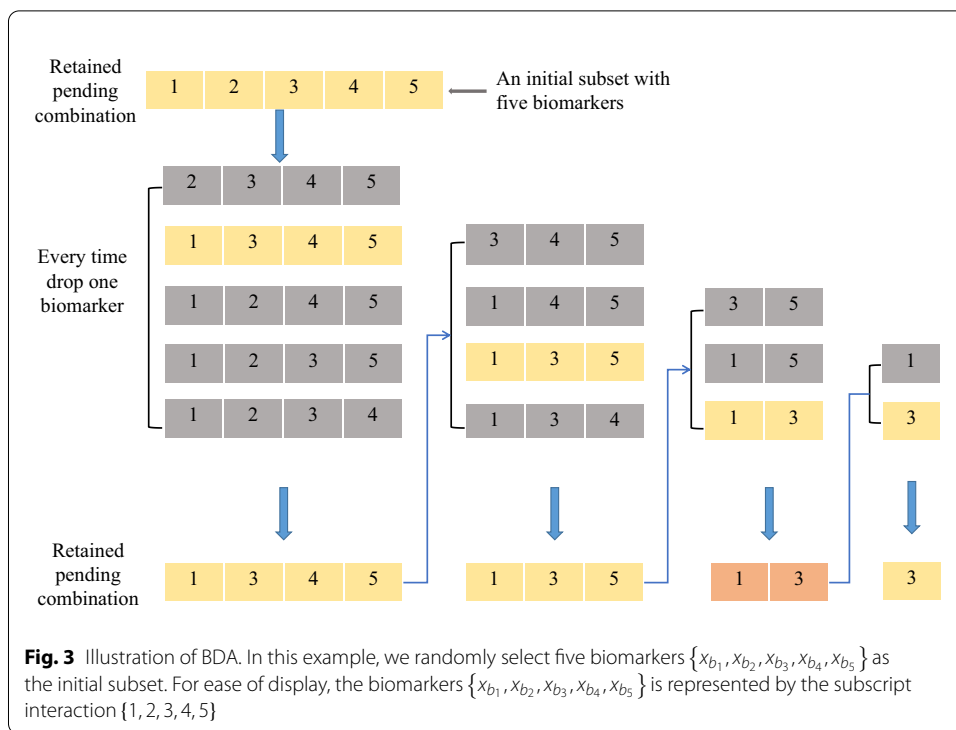 Retained
pending
combination
1 2 3 4 5
An initial subset with
five biomarkers
Every time
drop one
biomarker
2 3 4 5
1 3 4 5
1 2 4 5
1 2 3 5
1 2 3 4
3 4 5
1 4 5
1 3 5
1 3 4
3 5
1 5
1 3
1
3
Retained
pending
combination
1 3 4 5
1 3 5
1 3
3
Fig. 3 Illustration of BDA. In this example, we randomly select five biomarkers {x_{b_1}, x_{b_2}, x_{b_3}, x_{b_4}, x_{b_5}} as
the initial subset. For ease of display, the biomarkers {x_{b_1}, x_{b_2}, x_{b_3}, x_{b_4}, x_{b_5}} is represented by the subscript
interaction {1, 2, 3, 4, 5}